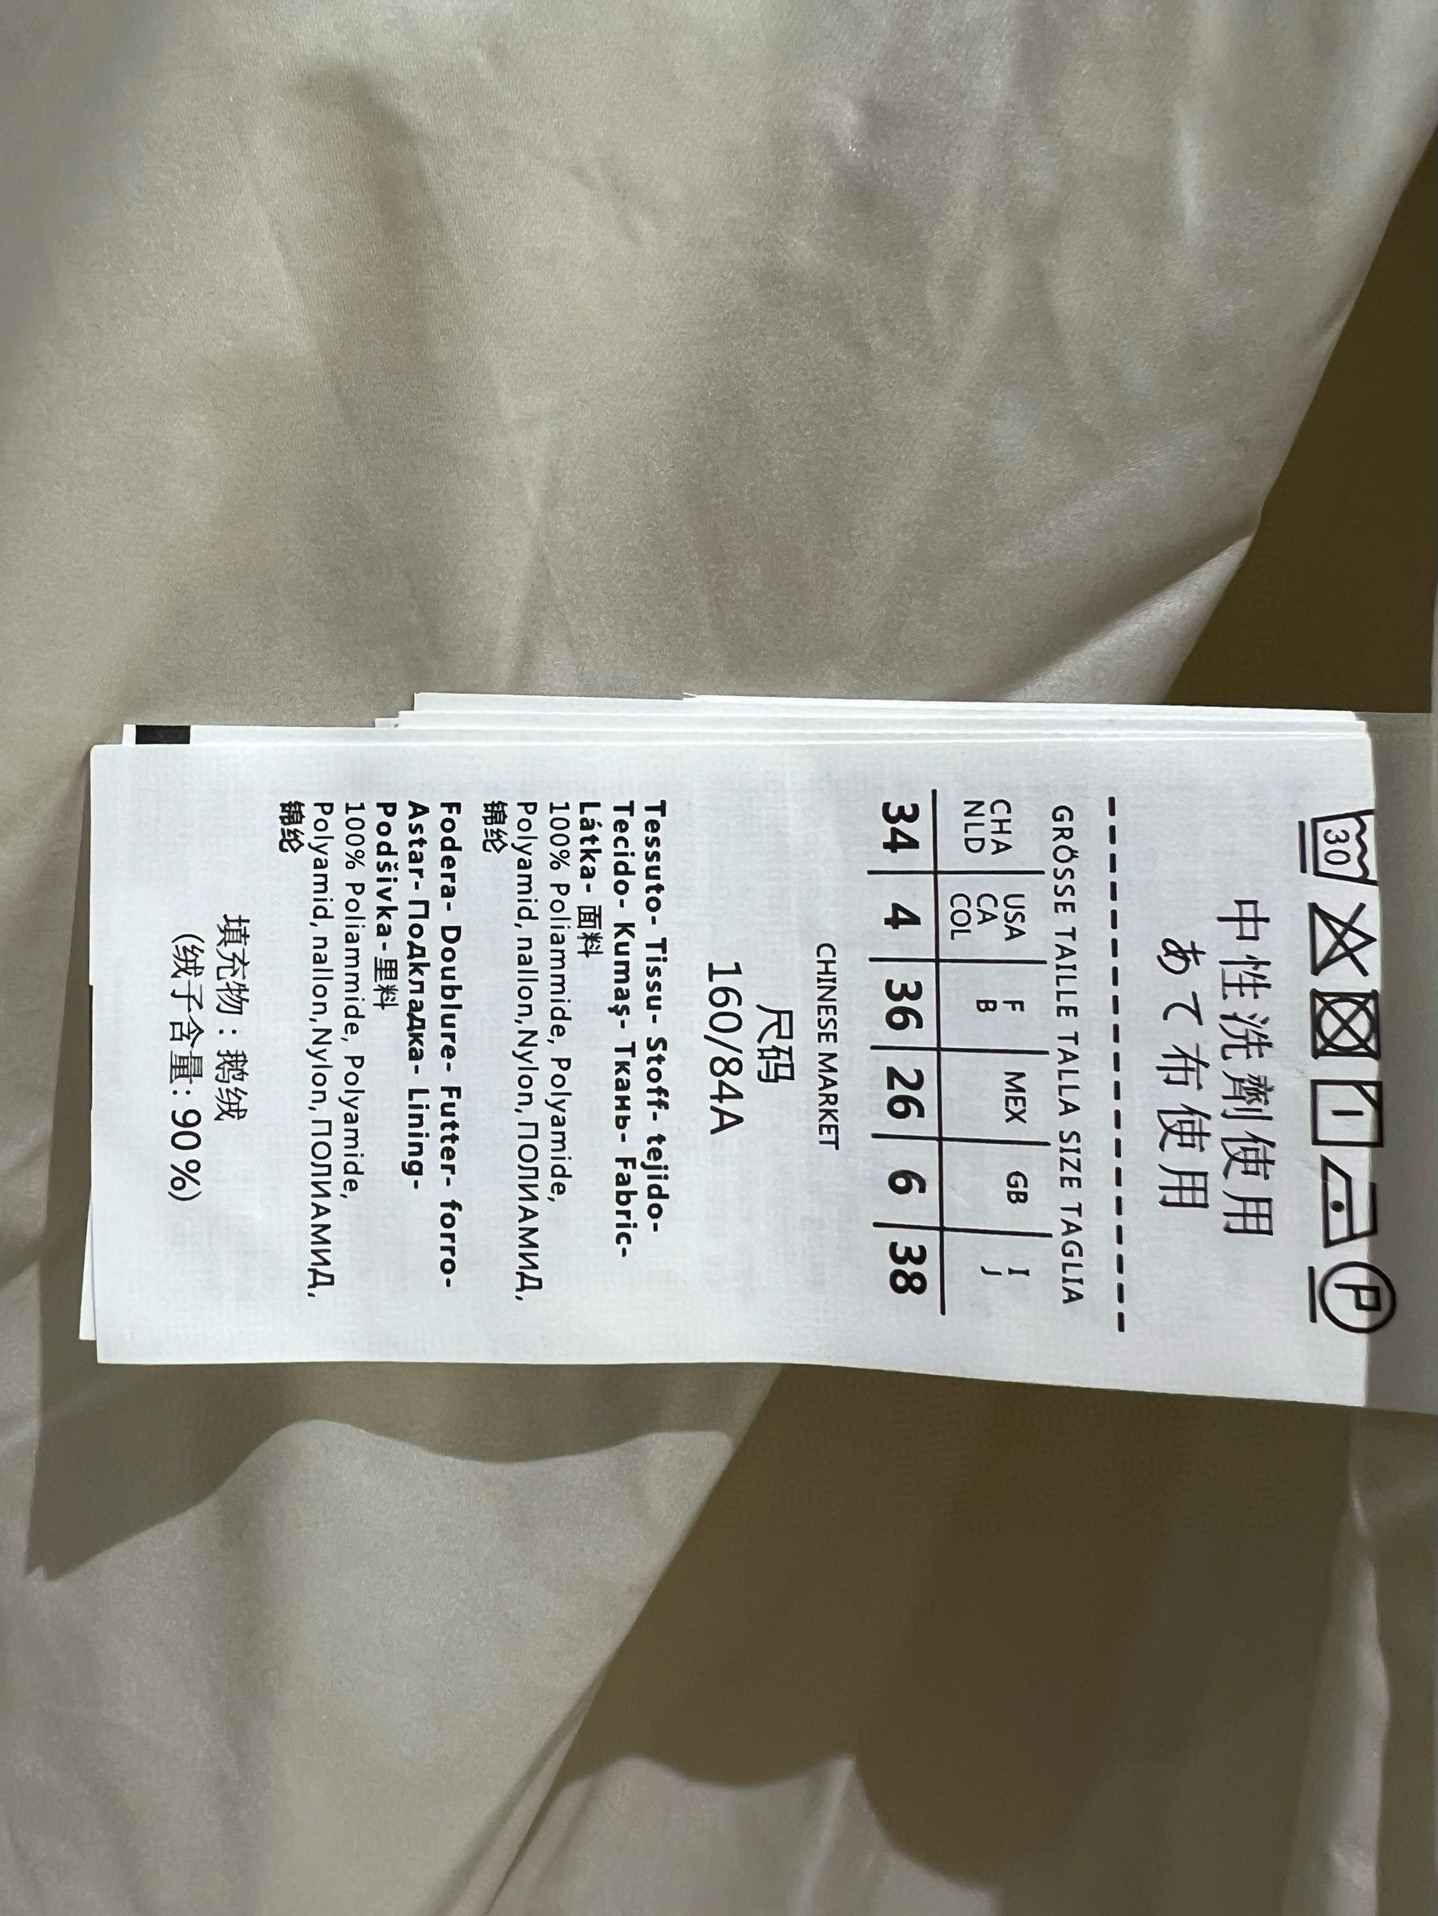 30 P
中性洗剤使用
あて布使用
GRÖSSE TAILLE TALLA SIZE TAGLIA
CHA NLD USA CA COL F B MEX GB I J
34 4 36 26 6 38
CHINESE MARKET
尺码
160/84A
Tessuto- Tissu- Stoff- tejido-
Tecido- Kumaş- Ткань- Fabric-
Látka- 面料
100% Poliammide, Polyamide,
Polyamid, nallon, Nylon, ПОЛИАМИД,
锦纶
Fodera- Doublure- Futter- forro-
Astar- Подкладка- Lining-
Podšívka- 里料
100% Poliammide, Polyamide,
Polyamid, nallon, Nylon, ПОЛИАМИД,
锦纶
填充物：鹅绒
(绒子含量: 90%)